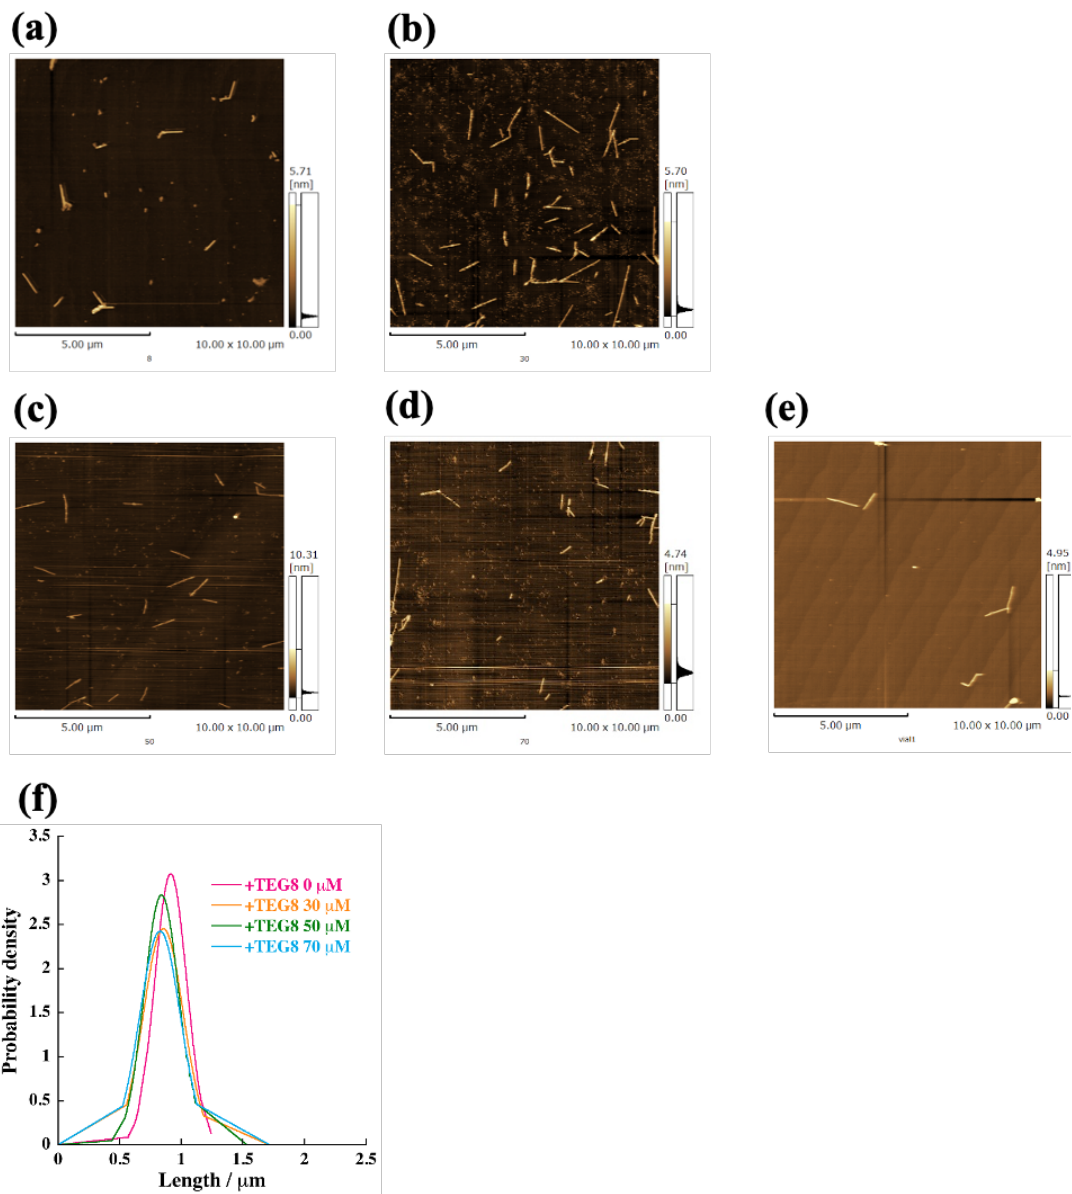 (a)
(b)
5.71
[nm]
0.00
5.00 µm
10.00 x 10.00 µm
8
5.70
[nm]
0.00
5.00 µm
10.00 x 10.00 µm
30
(c)
(d)
(e)
10.31
[nm]
0.00
5.00 µm
10.00 x 10.00 µm
50
4.74
[nm]
0.00
5.00 µm
10.00 x 10.00 µm
70
4.95
[nm]
0.00
5.00 µm
10.00 x 10.00 µm
vial1
(f)
3.5
3
2.5
2
1.5
1
0.5
0
Probability density
+TEG8 0 µM
+TEG8 30 µM
+TEG8 50 µM
+TEG8 70 µM
0
0.5
1
1.5
2
2.5
Length / µm